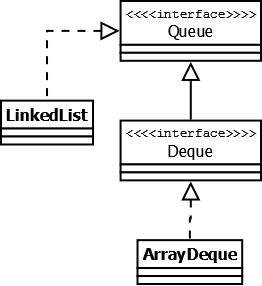 <<<<interface>>>>
Queue
LinkedList
<<<<interface>>>>
Deque
ArrayDeque